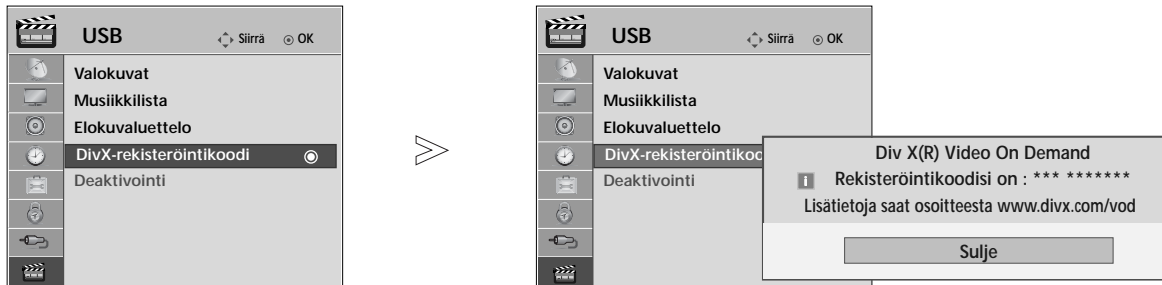 USB Siirrä OK
Valokuvat
Musiikkilista
Elokuvaluettelo
DivX-rekisteröintikoodi
Deaktivointi
USB Siirrä OK
Valokuvat
Musiikkilista
Elokuvaluettelo
DivX-rekisteröintikoo
Deaktivointi
Div X(R) Video On Demand
i Rekisteröintikoodisi on : *** *******
Lisätietoja saat osoitteesta www.divx.com/vod
Sulje